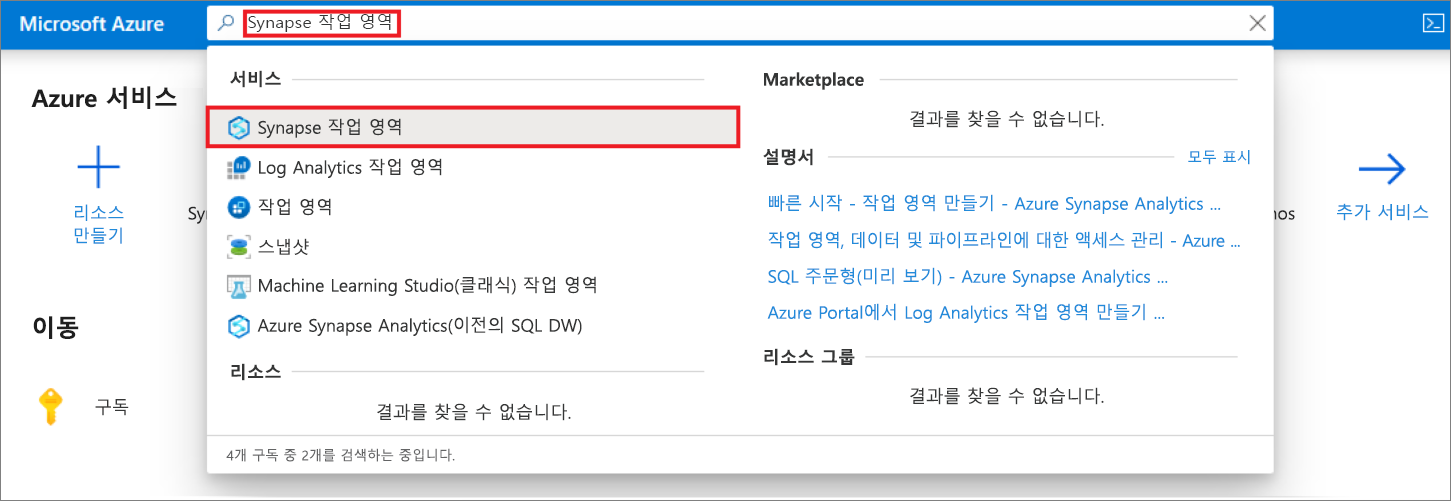 Microsoft Azure
Synapse 작업 영역
Azure 서비스
리소스
만들기
추가 서비스
이동
구독
서비스
Synapse 작업 영역
Log Analytics 작업 영역
작업 영역
스냅샷
Machine Learning Studio(클래식) 작업 영역
Azure Synapse Analytics(이전의 SQL DW)
리소스
결과를 찾을 수 없습니다.
Marketplace
결과를 찾을 수 없습니다.
설명서
모두 표시
빠른 시작 - 작업 영역 만들기 - Azure Synapse Analytics ...
작업 영역, 데이터 및 파이프라인에 대한 액세스 관리 - Azure ...
SQL 주문형(미리 보기) - Azure Synapse Analytics ...
Azure Portal에서 Log Analytics 작업 영역 만들기 ...
리소스 그룹
결과를 찾을 수 없습니다.
4개 구독 중 2개를 검색하는 중입니다.